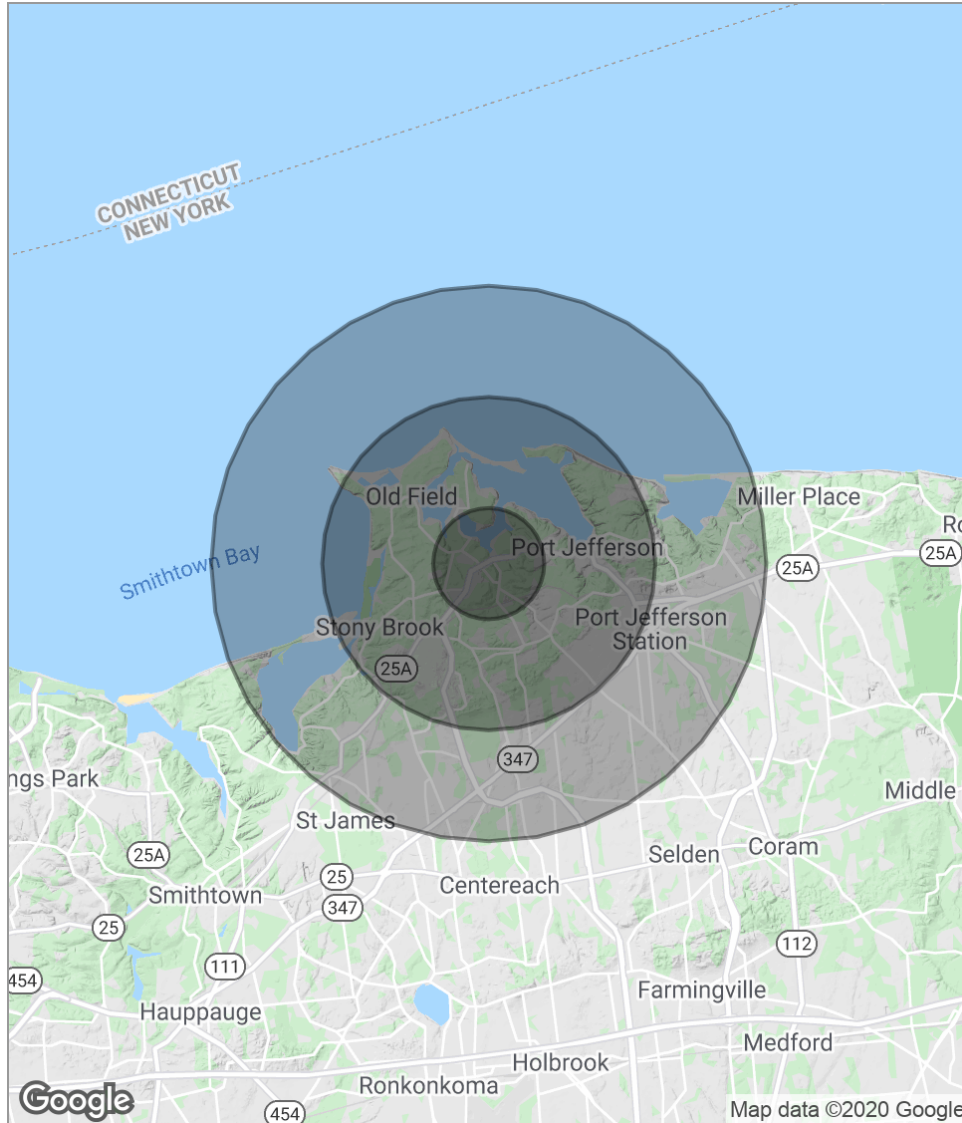 CONNECTICUT
NEW YORK
Old Field
Miller Place
Ro
Port Jefferson
25A
25A
Smithtown Bay
Stony Brook
Port Jefferson
Station
25A
347
ngs Park
Middle
St James
25A
Selden
Coram
25
Smithtown
Centereach
347
25
112
111
454
Farmingville
Hauppauge
Medford
Holbrook
Ronkonkoma
454
Google
Map data ©2020 Google